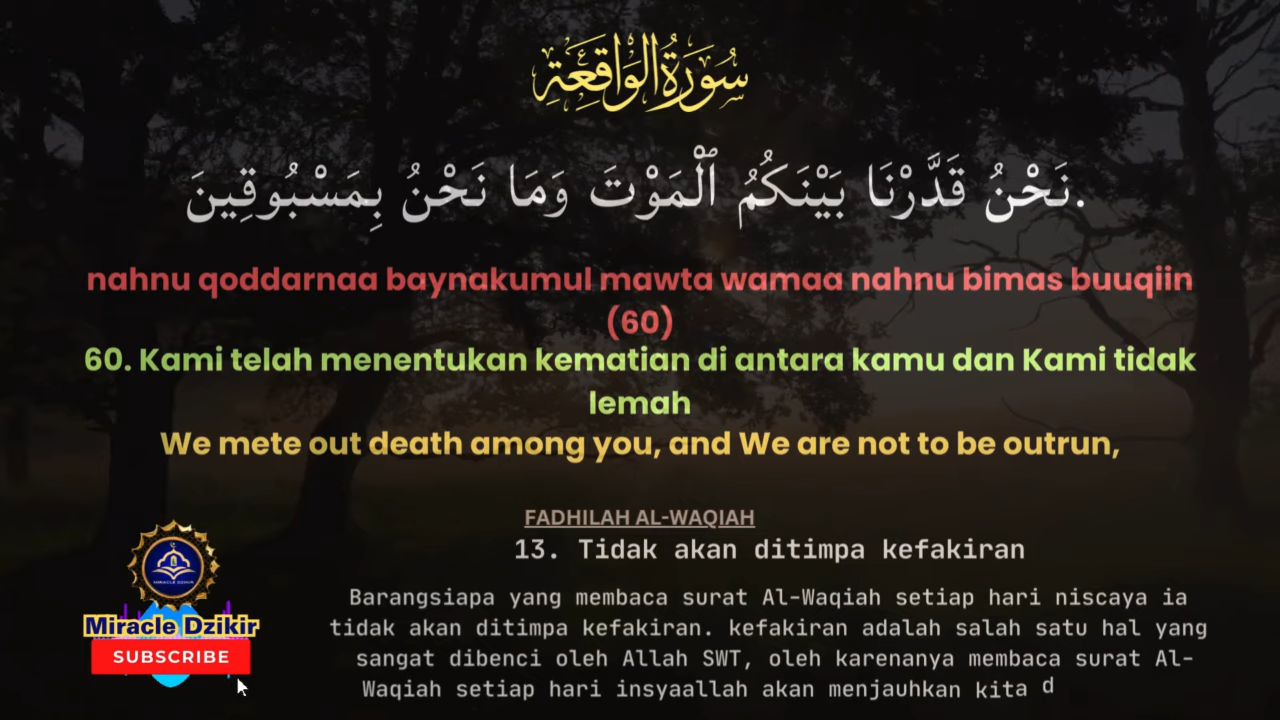 سُورَةُ الْوَاقِعَةِ
نَحْنُ قَدَّرْنَا بَيْنَكُمُ ٱلْمَوْتَ وَمَا نَحْنُ بِمَسْبُوقِينَ.
nahnu qoddarnaa baynakumul mawta wamaa nahnu bimas buuqiin
(60)
60. Kami telah menentukan kematian di antara kamu dan Kami tidak
lemah
We mete out death among you, and We are not to be outrun,
FADHILAH AL-WAQIAH
13. Tidak akan ditimpa kefakiran
Barangsiapa yang membaca surat Al-Waqiah setiap hari niscaya ia
tidak akan ditimpa kefakiran. kefakiran adalah salah satu hal yang
sangat dibenci oleh Allah SWT, oleh karenanya membaca surat Al-
Waqiah setiap hari insyaallah akan menjauhkan kita d
MIRACLE DZIKIR
Miracle Dzikir
SUBSCRIBE